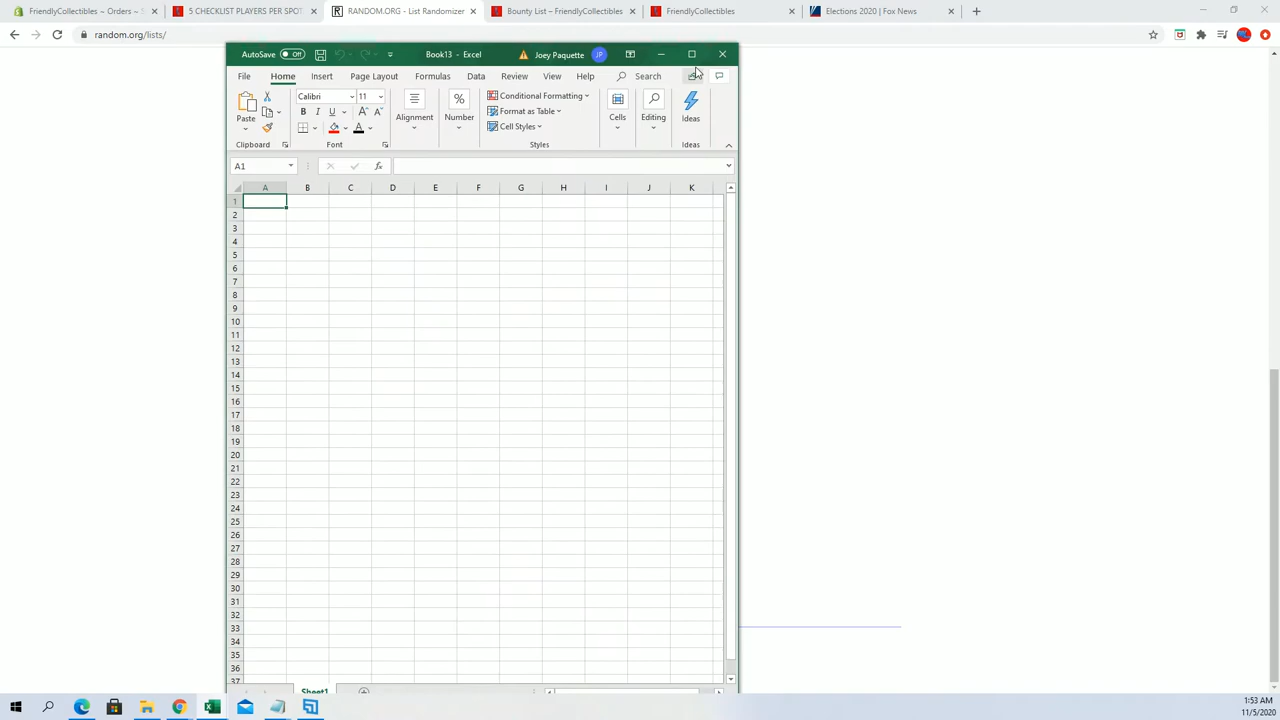 FriendlyCollectibles ~ Orders ~ S
5 CHECKLIST PLAYERS PER SPOT
RANDOM.ORG - List Randomizer
Bounty List – FriendlyCollectibles
FriendlyCollectibles
Elections 2020 | Fox News
random.org/lists/
AutoSave Off
Book13 - Excel
Joey Paquette
JP
File Home Insert Page Layout Formulas Data Review View Help Search
Paste
Calibri 11
B I U
A A
Alignment
%
Number
Conditional Formatting
Format as Table
Cell Styles
Cells
Editing
Ideas
Clipboard Font Styles Ideas
A1
fx
A B C D E F G H I J K
1
2
3
4
5
6
7
8
9
10
11
12
13
14
15
16
17
18
19
20
21
22
23
24
25
26
27
28
29
30
31
32
33
34
35
36
37
Sheet1
1:53 AM
11/5/2020